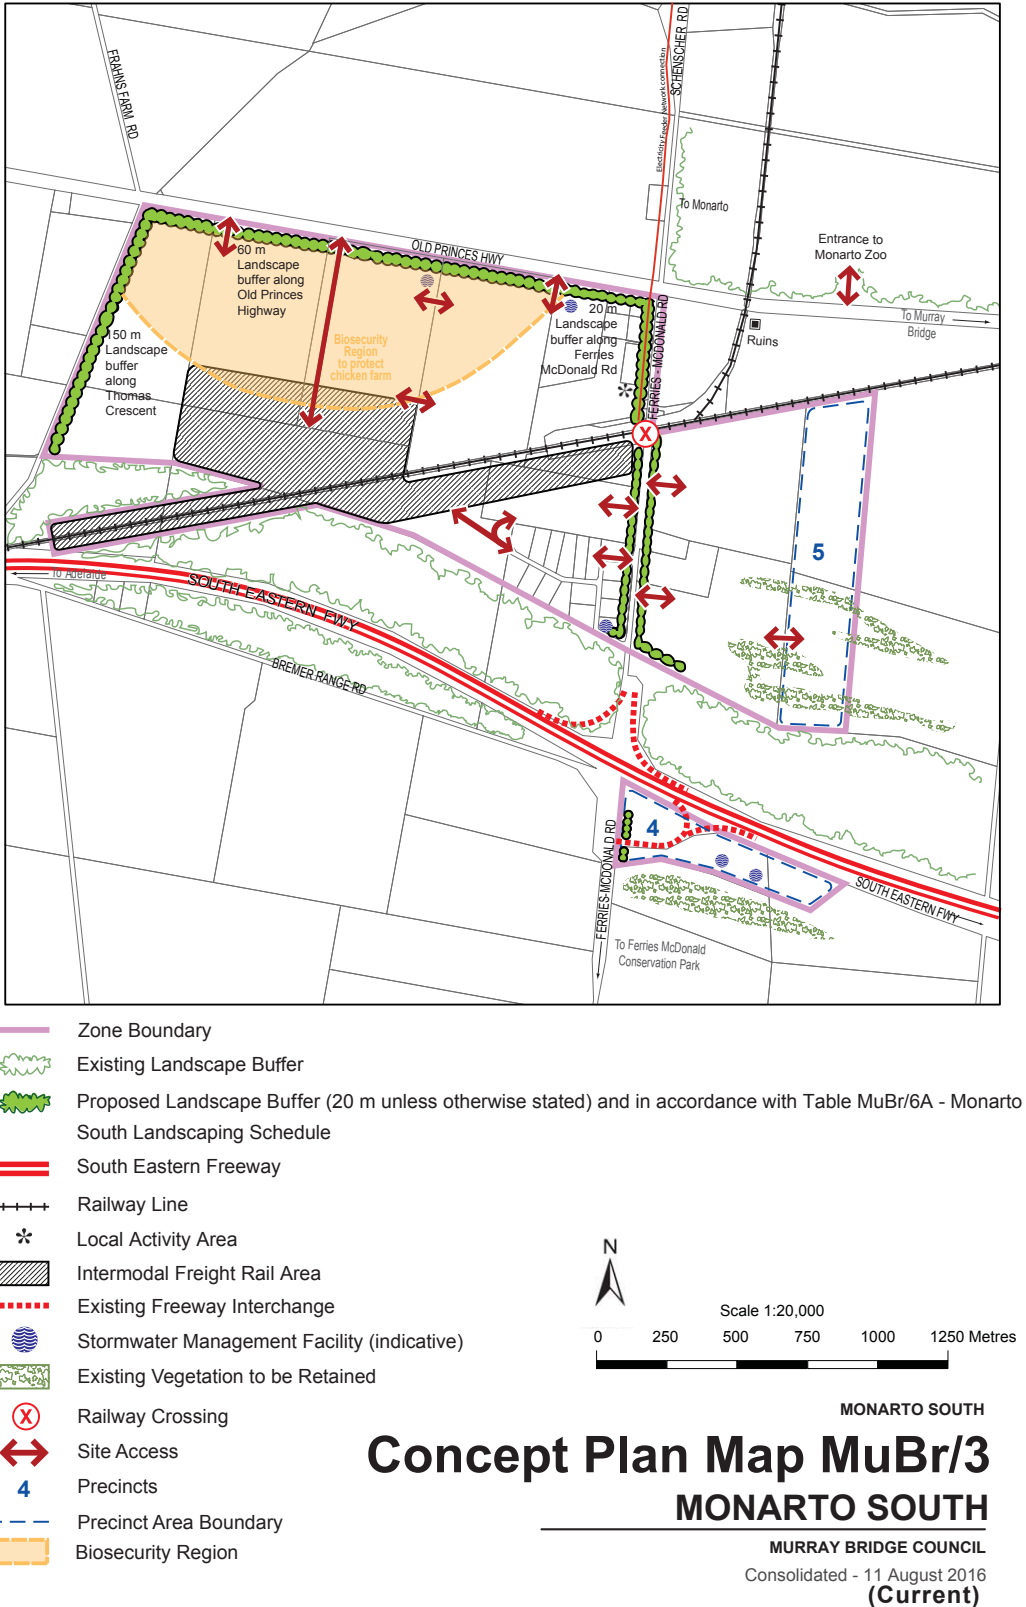 FRAHNS FARM RD
SCHENSCHER RD
Electricity Feeder Network connection
To Monarto
OLD PRINCES HWY
Entrance to
Monarto Zoo
To Murray
Bridge
Ruins
60 m
Landscape
buffer along
Old Princes
Highway
150 m
Landscape
buffer
along
Thomas
Crescent
Biosecurity
Region
to protect
chicken farm
20 m
Landscape
buffer along
Ferries
McDonald Rd
FERRIES - MCDONALD RD
X
5
To Adelaide
SOUTH EASTERN FWY
BREMER RANGE RD
4
FERRIES-MCDONALD RD
SOUTH EASTERN FWY
To Ferries McDonald
Conservation Park
Zone Boundary
Existing Landscape Buffer
Proposed Landscape Buffer (20 m unless otherwise stated) and in accordance with Table MuBr/6A - Monarto
South Landscaping Schedule
South Eastern Freeway
Railway Line
Local Activity Area
Intermodal Freight Rail Area
Existing Freeway Interchange
Stormwater Management Facility (indicative)
Existing Vegetation to be Retained
X Railway Crossing
Site Access
4 Precincts
Precinct Area Boundary
Biosecurity Region
N
Scale 1:20,000
0 250 500 750 1000 1250 Metres
MONARTO SOUTH
Concept Plan Map MuBr/3
MONARTO SOUTH
MURRAY BRIDGE COUNCIL
Consolidated - 11 August 2016
(Current)